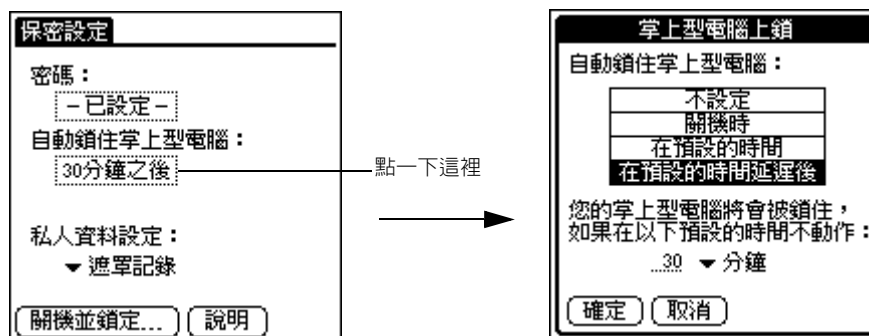 保密設定
密碼：
－已設定－
自動鎖住掌上型電腦：
30分鐘之後
私人資料設定：
遮罩記錄
關機並鎖定...
說明
點一下這裡
掌上型電腦上鎖
自動鎖住掌上型電腦：
不設定
關機時
在預設的時間
在預設的時間延遲後
您的掌上型電腦將會被鎖住，
如果在以下預設的時間不動作：
30 分鐘
確定
取消